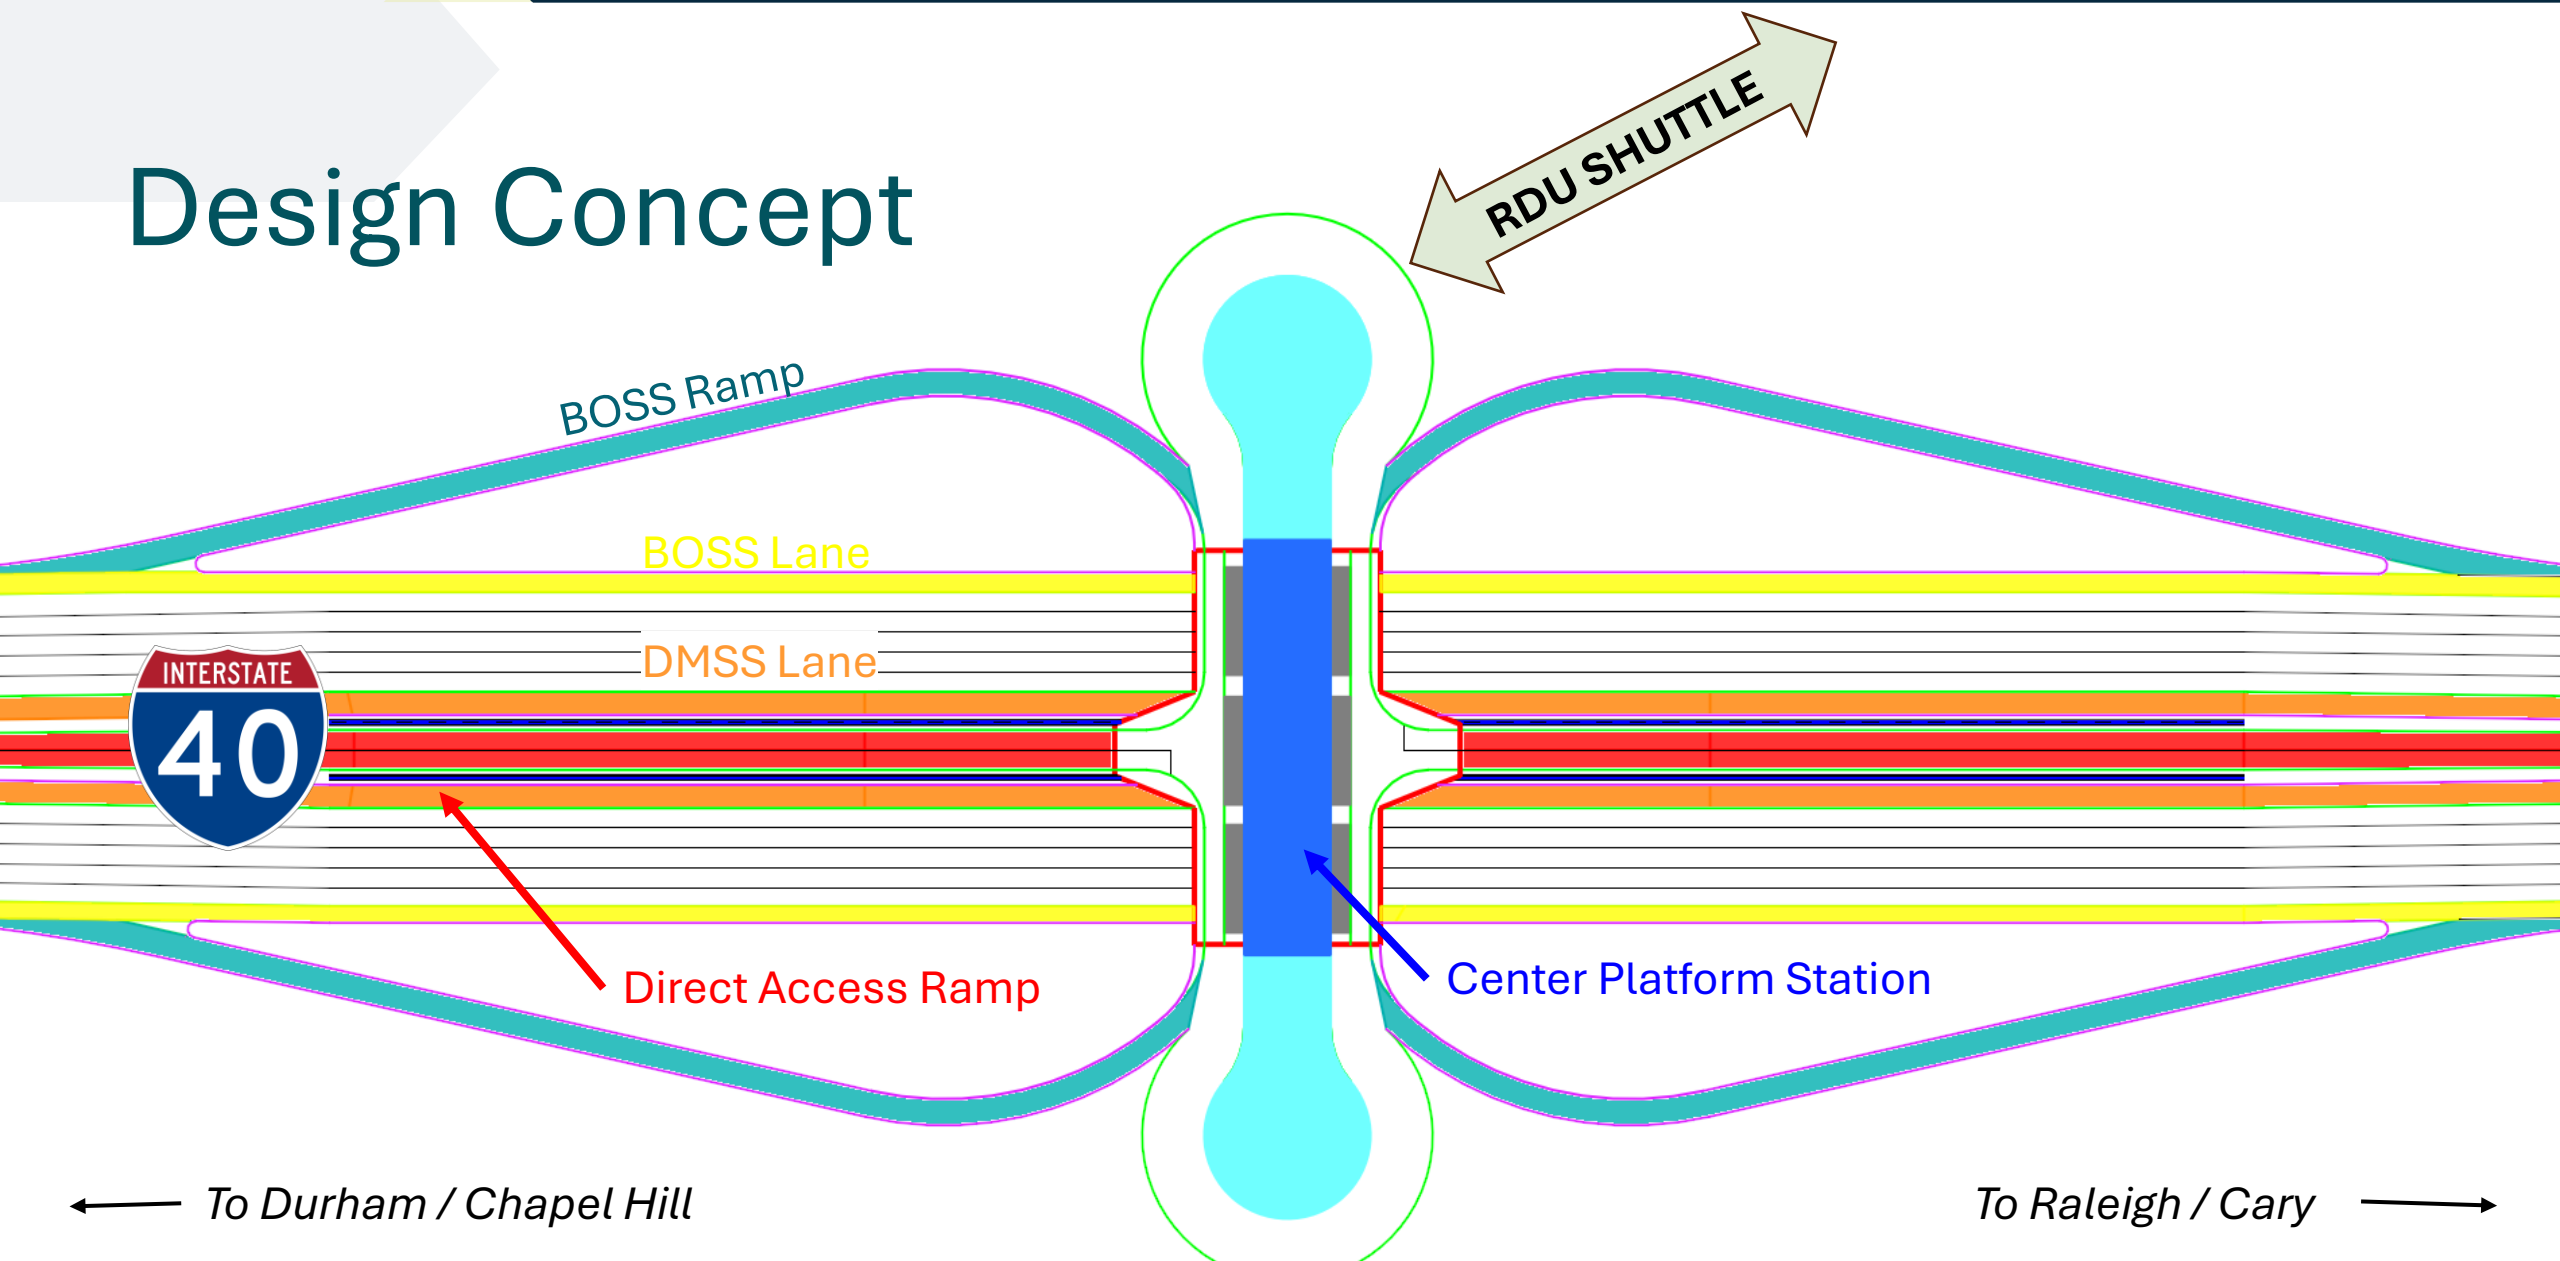 RDU SHUTTLE
Design Concept
BOSS Ramp
BOSS Lane
DMSS Lane
INTERSTATE
40
Direct Access Ramp
Center Platform Station
To Durham / Chapel Hill
To Raleigh / Cary